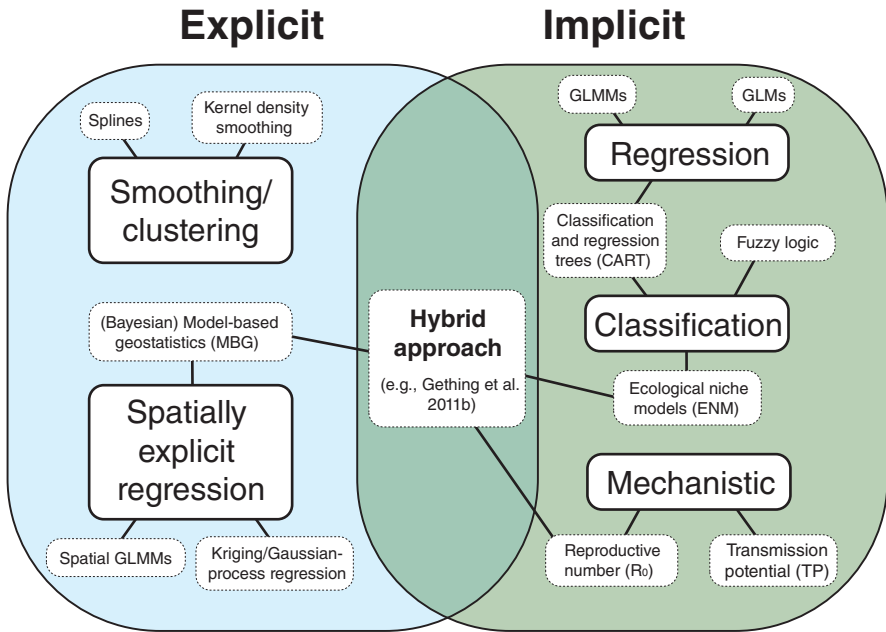 Explicit
Implicit
Splines
Kernel density
smoothing
Smoothing/
clustering
(Bayesian) Model-based
geostatistics (MBG)
Spatially
explicit
regression
Spatial GLMMs
Kriging/Gaussian-
process regression
Hybrid
approach
(e.g., Gething et al.
2011b)
GLMMs
GLMs
Regression
Classification
and regression
trees (CART)
Fuzzy logic
Classification
Ecological niche
models (ENM)
Mechanistic
Reproductive
number (R₀)
Transmission
potential (TP)